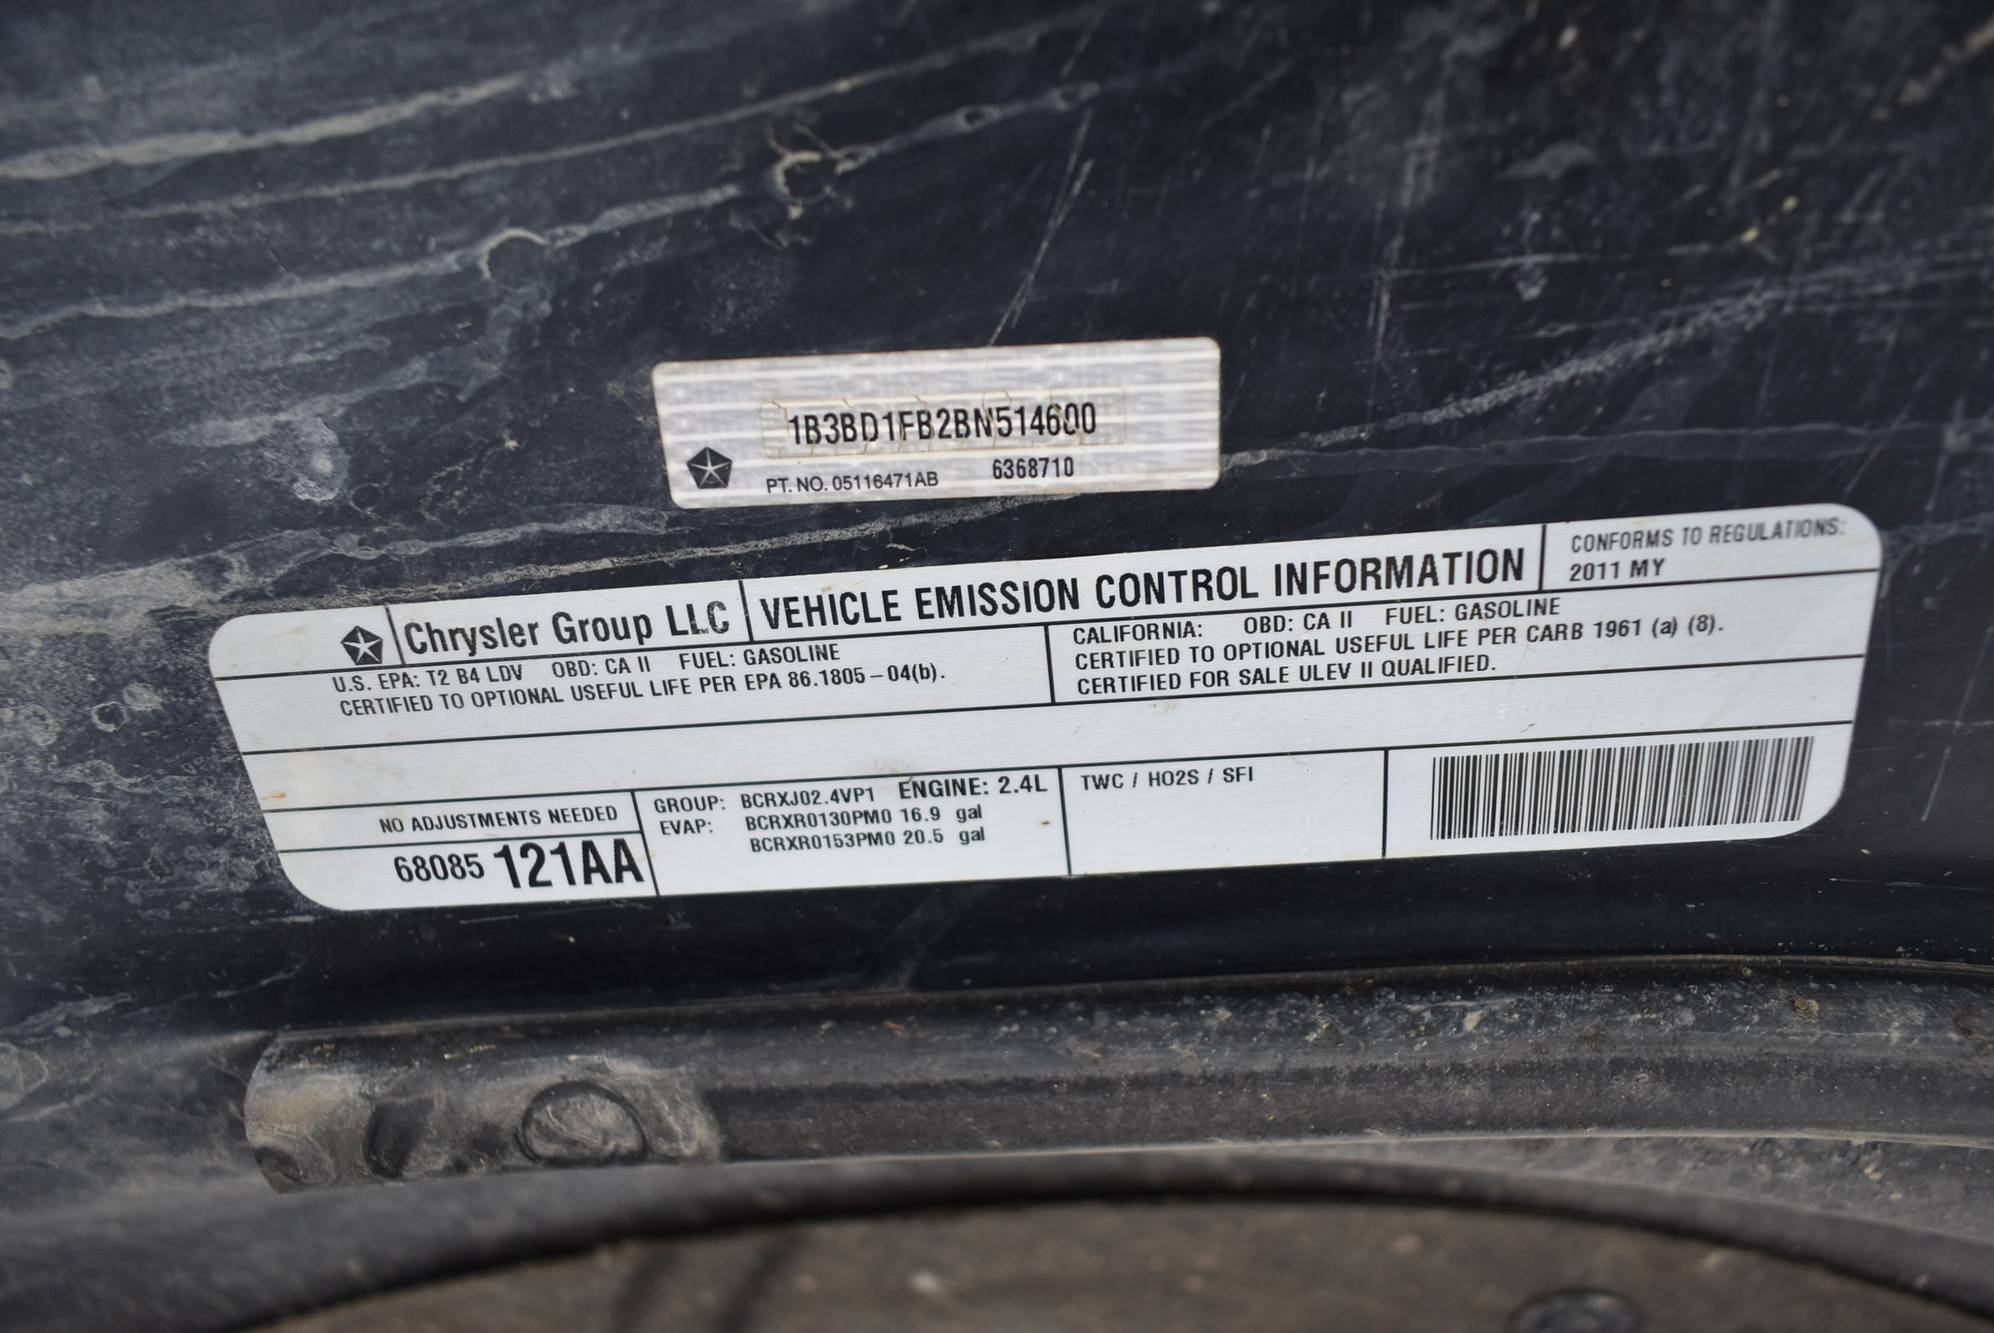 1B3BD1FB2BN514600
PT. NO. 05116471AB 6368710
Chrysler Group LLC VEHICLE EMISSION CONTROL INFORMATION
CONFORMS TO REGULATIONS:
2011 MY
U.S. EPA: T2 B4 LDV OBD: CA II FUEL: GASOLINE
CERTIFIED TO OPTIONAL USEFUL LIFE PER EPA 86.1805-04(b).
CALIFORNIA: OBD: CA II FUEL: GASOLINE
CERTIFIED TO OPTIONAL USEFUL LIFE PER CARB 1961 (a) (8).
CERTIFIED FOR SALE ULEV II QUALIFIED.
NO ADJUSTMENTS NEEDED
68085 121AA
GROUP: BCRXJ02.4VP1 ENGINE: 2.4L
EVAP: BCRXR0130PM0 16.9 gal
BCRXR0153PM0 20.5 gal
TWC / HO2S / SFI